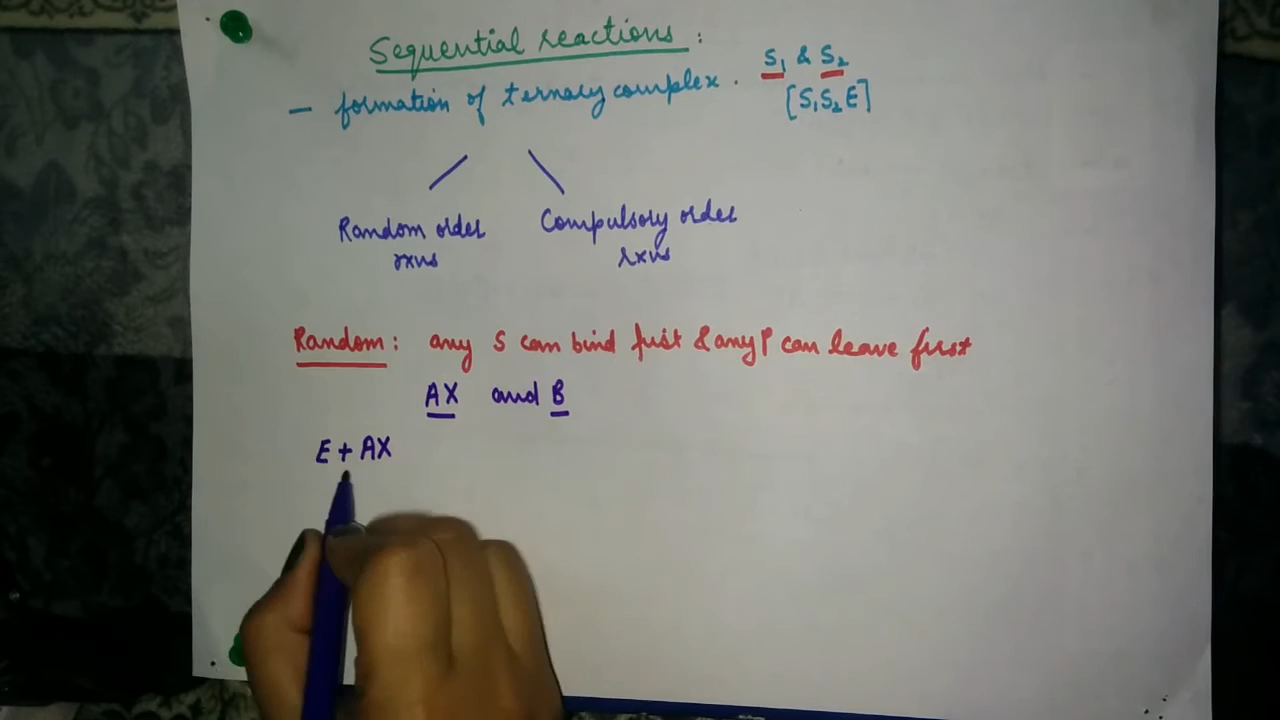 Sequential reactions :
– formation of ternary complex . S₁ & S₂
[S₁S₂E]
Random order rxns
Compulsory order rxns
Random : any S can bind first & any P can leave first
AX and B
E + AX